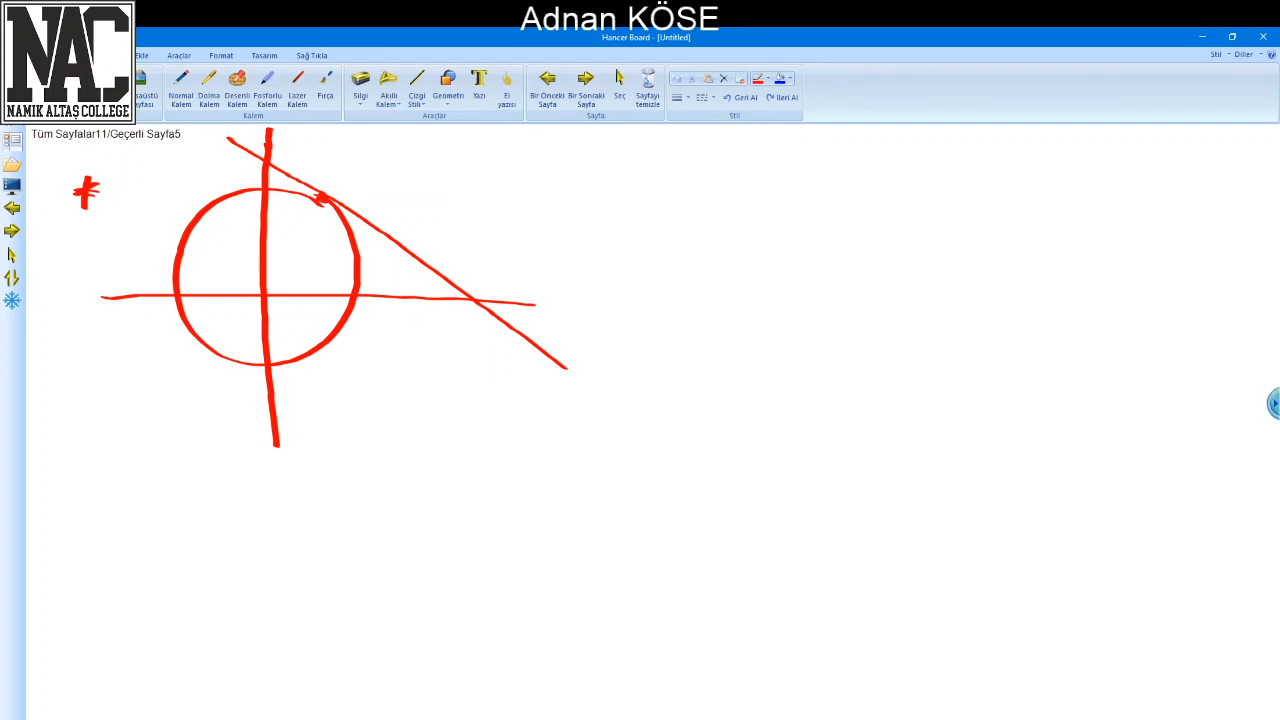 Adnan KÖSE
Hancer Board - [Untitled]
NAC
NAMIK ALTAŞ COLLEGE
Ekle Araçlar Format Tasarım Sağ Tıkla
Stil Diller
Normal Kalem
Dolma Kalem
Desenli Kalem
Fosforlu Kalem
Lazer Kalem
Fırça
Silgi
Akıllı Kalem
Çizgi Stili
Geometri
Yazı
El yazısı
Bir Önceki Sayfa
Bir Sonraki Sayfa
Seç
Sayfayı temizle
Geri Al
İleri Al
Kalem Araçlar Sayfa Stil
Tüm Sayfalar11/Geçerli Sayfa5